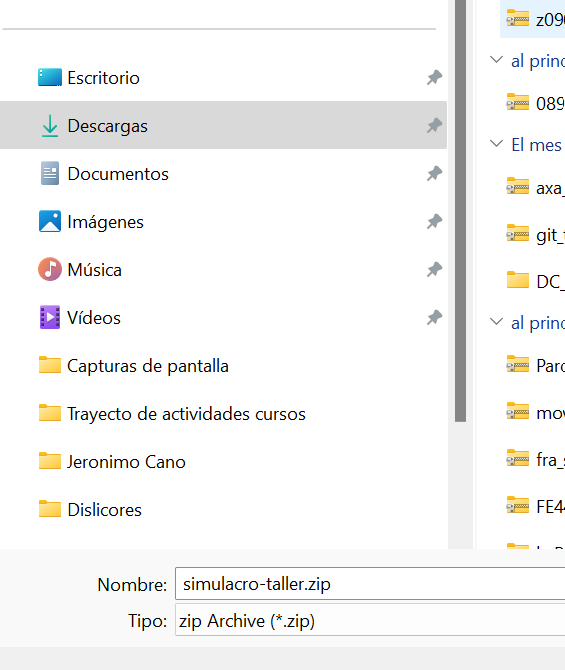 Escritorio
Descargas
Documentos
Imágenes
Música
Vídeos
Capturas de pantalla
Trayecto de actividades cursos
Jeronimo Cano
Dislicores
z090
al princ
089
El mes
axa_
git_
DC_
al princ
Parc
mov
fra_
FE44
Nombre: simulacro-taller.zip
Tipo: zip Archive (*.zip)